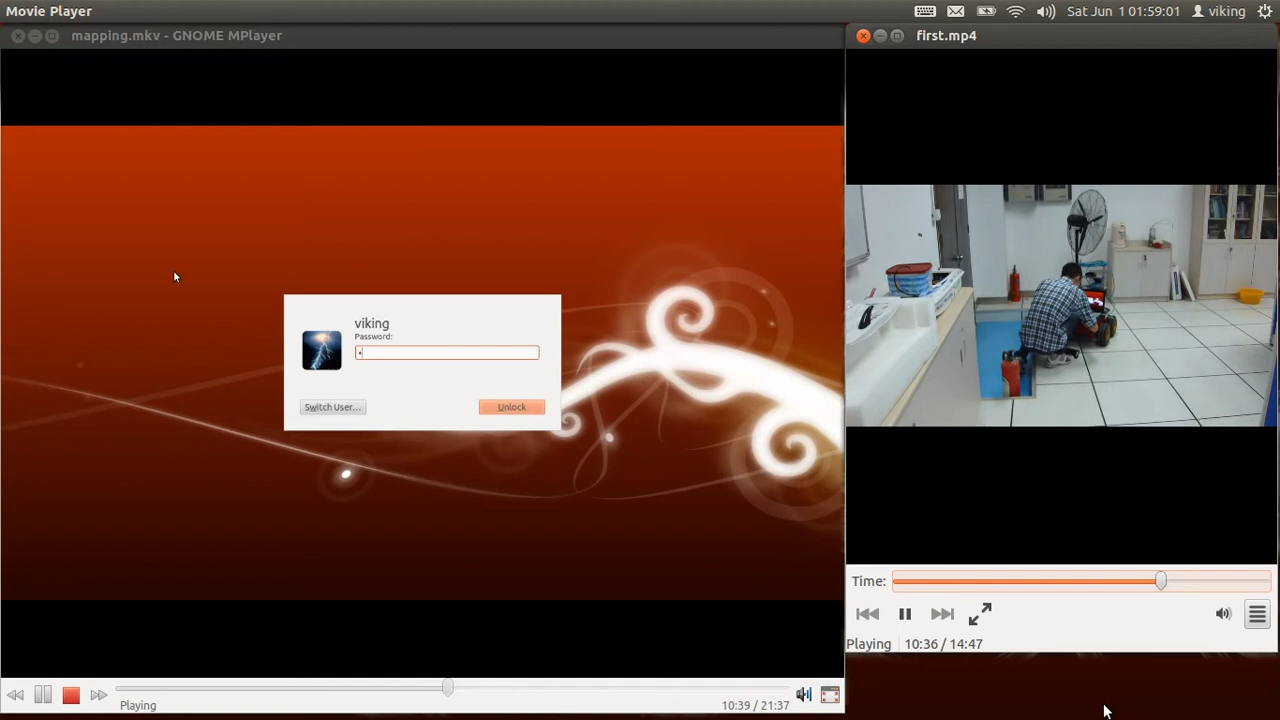 Movie Player
Sat Jun 1 01:59:01
viking
mapping.mkv - GNOME MPlayer
first.mp4
viking
Password:
Switch User...
Unlock
Time:
Playing
10:36 / 14:47
Playing
10:39 / 21:37